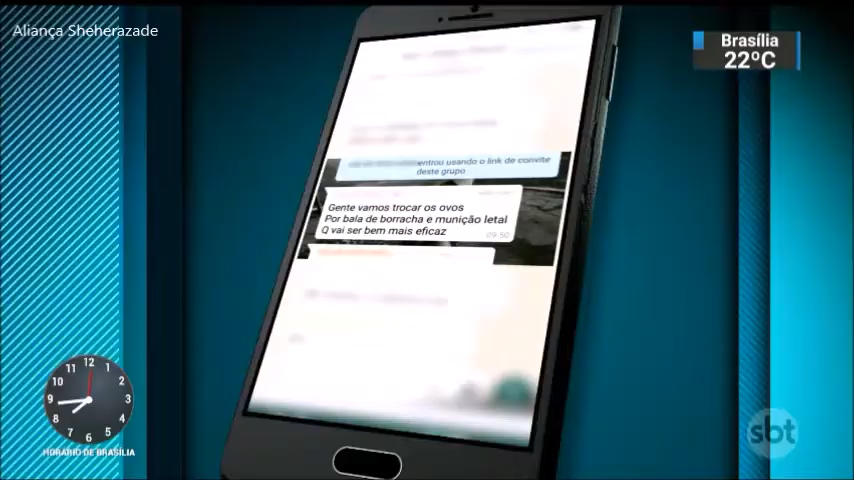 Aliança Sheherazade
Brasília
22ºC
entrou usando o link de convite
deste grupo
Gente vamos trocar os ovos
Por bala de borracha e munição letal
Q vai ser bem mais eficaz
09:50
12
1
2
3
4
5
6
7
8
9
10
11
HORÁRIO DE BRASÍLIA
sbt